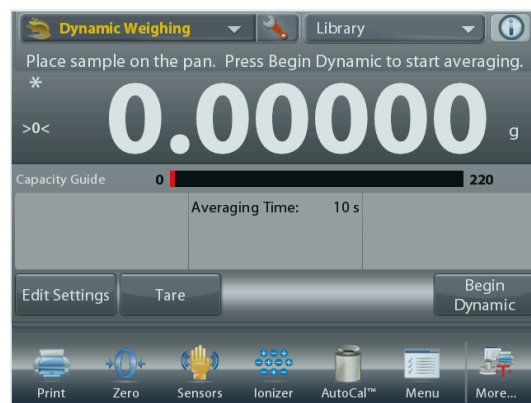 Dynamic Weighing Library
Place sample on the pan. Press Begin Dynamic to start averaging.
*
>0< 0.00000 g
Capacity Guide 0 220
Averaging Time: 10 s
Edit Settings Tare Begin
Dynamic
Print Zero Sensors Ionizer AutoCal™ Menu More...